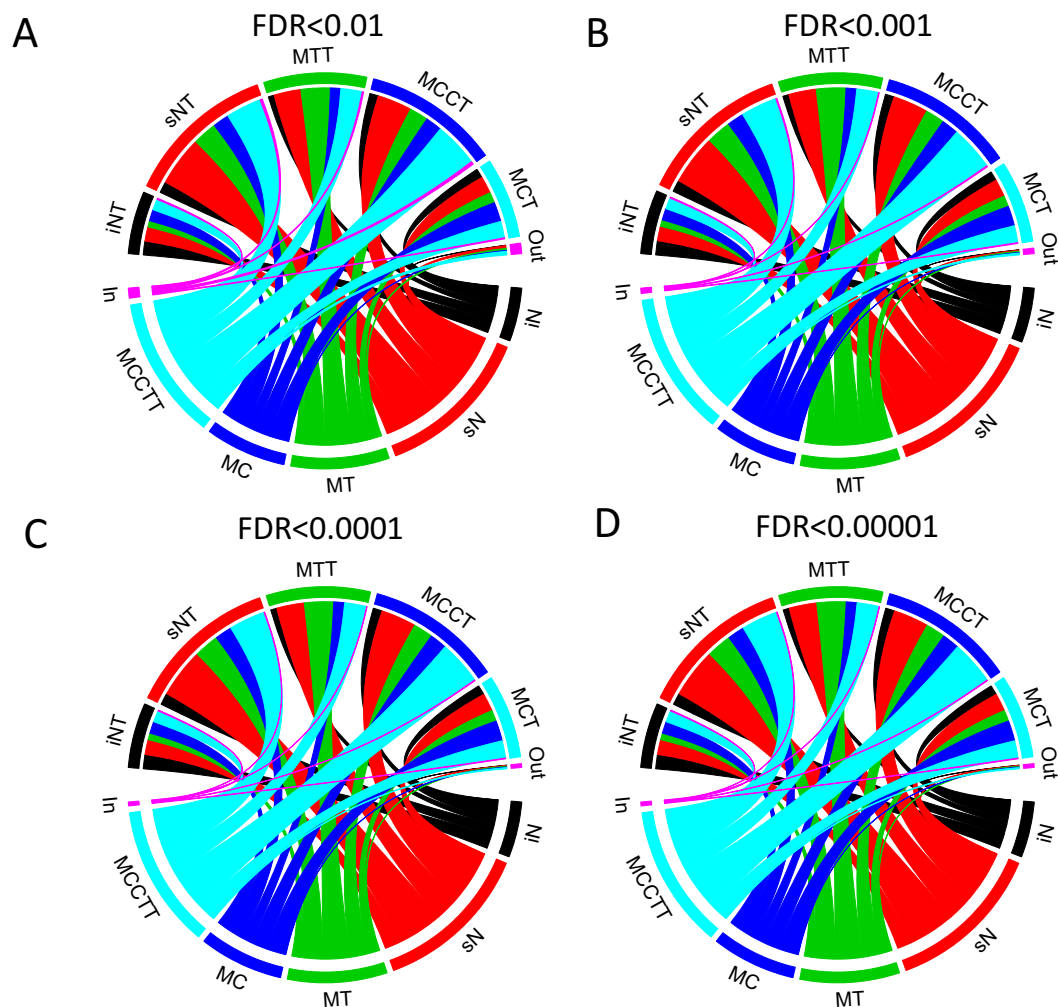 A
FDR<0.01
MTT
MCCT
sNT
MCT
iNT
Out
In
iN
MCCTT
sN
MC
MT
B
FDR<0.001
MTT
MCCT
sNT
MCT
iNT
Out
In
iN
MCCTT
sN
MC
MT
C
FDR<0.0001
MTT
MCCT
sNT
MCT
iNT
Out
In
iN
MCCTT
sN
MC
MT
D
FDR<0.00001
MTT
MCCT
sNT
MCT
iNT
Out
In
iN
MCCTT
sN
MC
MT